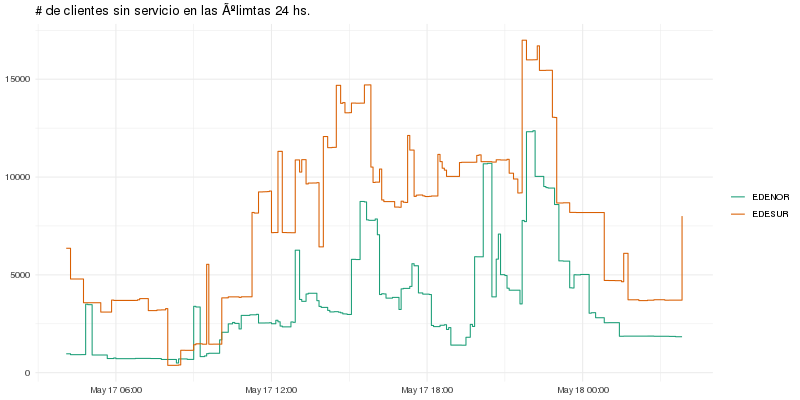 # de clientes sin servicio en las Ãºlimtas 24 hs.
15000
10000
5000
0
May 17 06:00
May 17 12:00
May 17 18:00
May 18 00:00
EDENOR
EDESUR